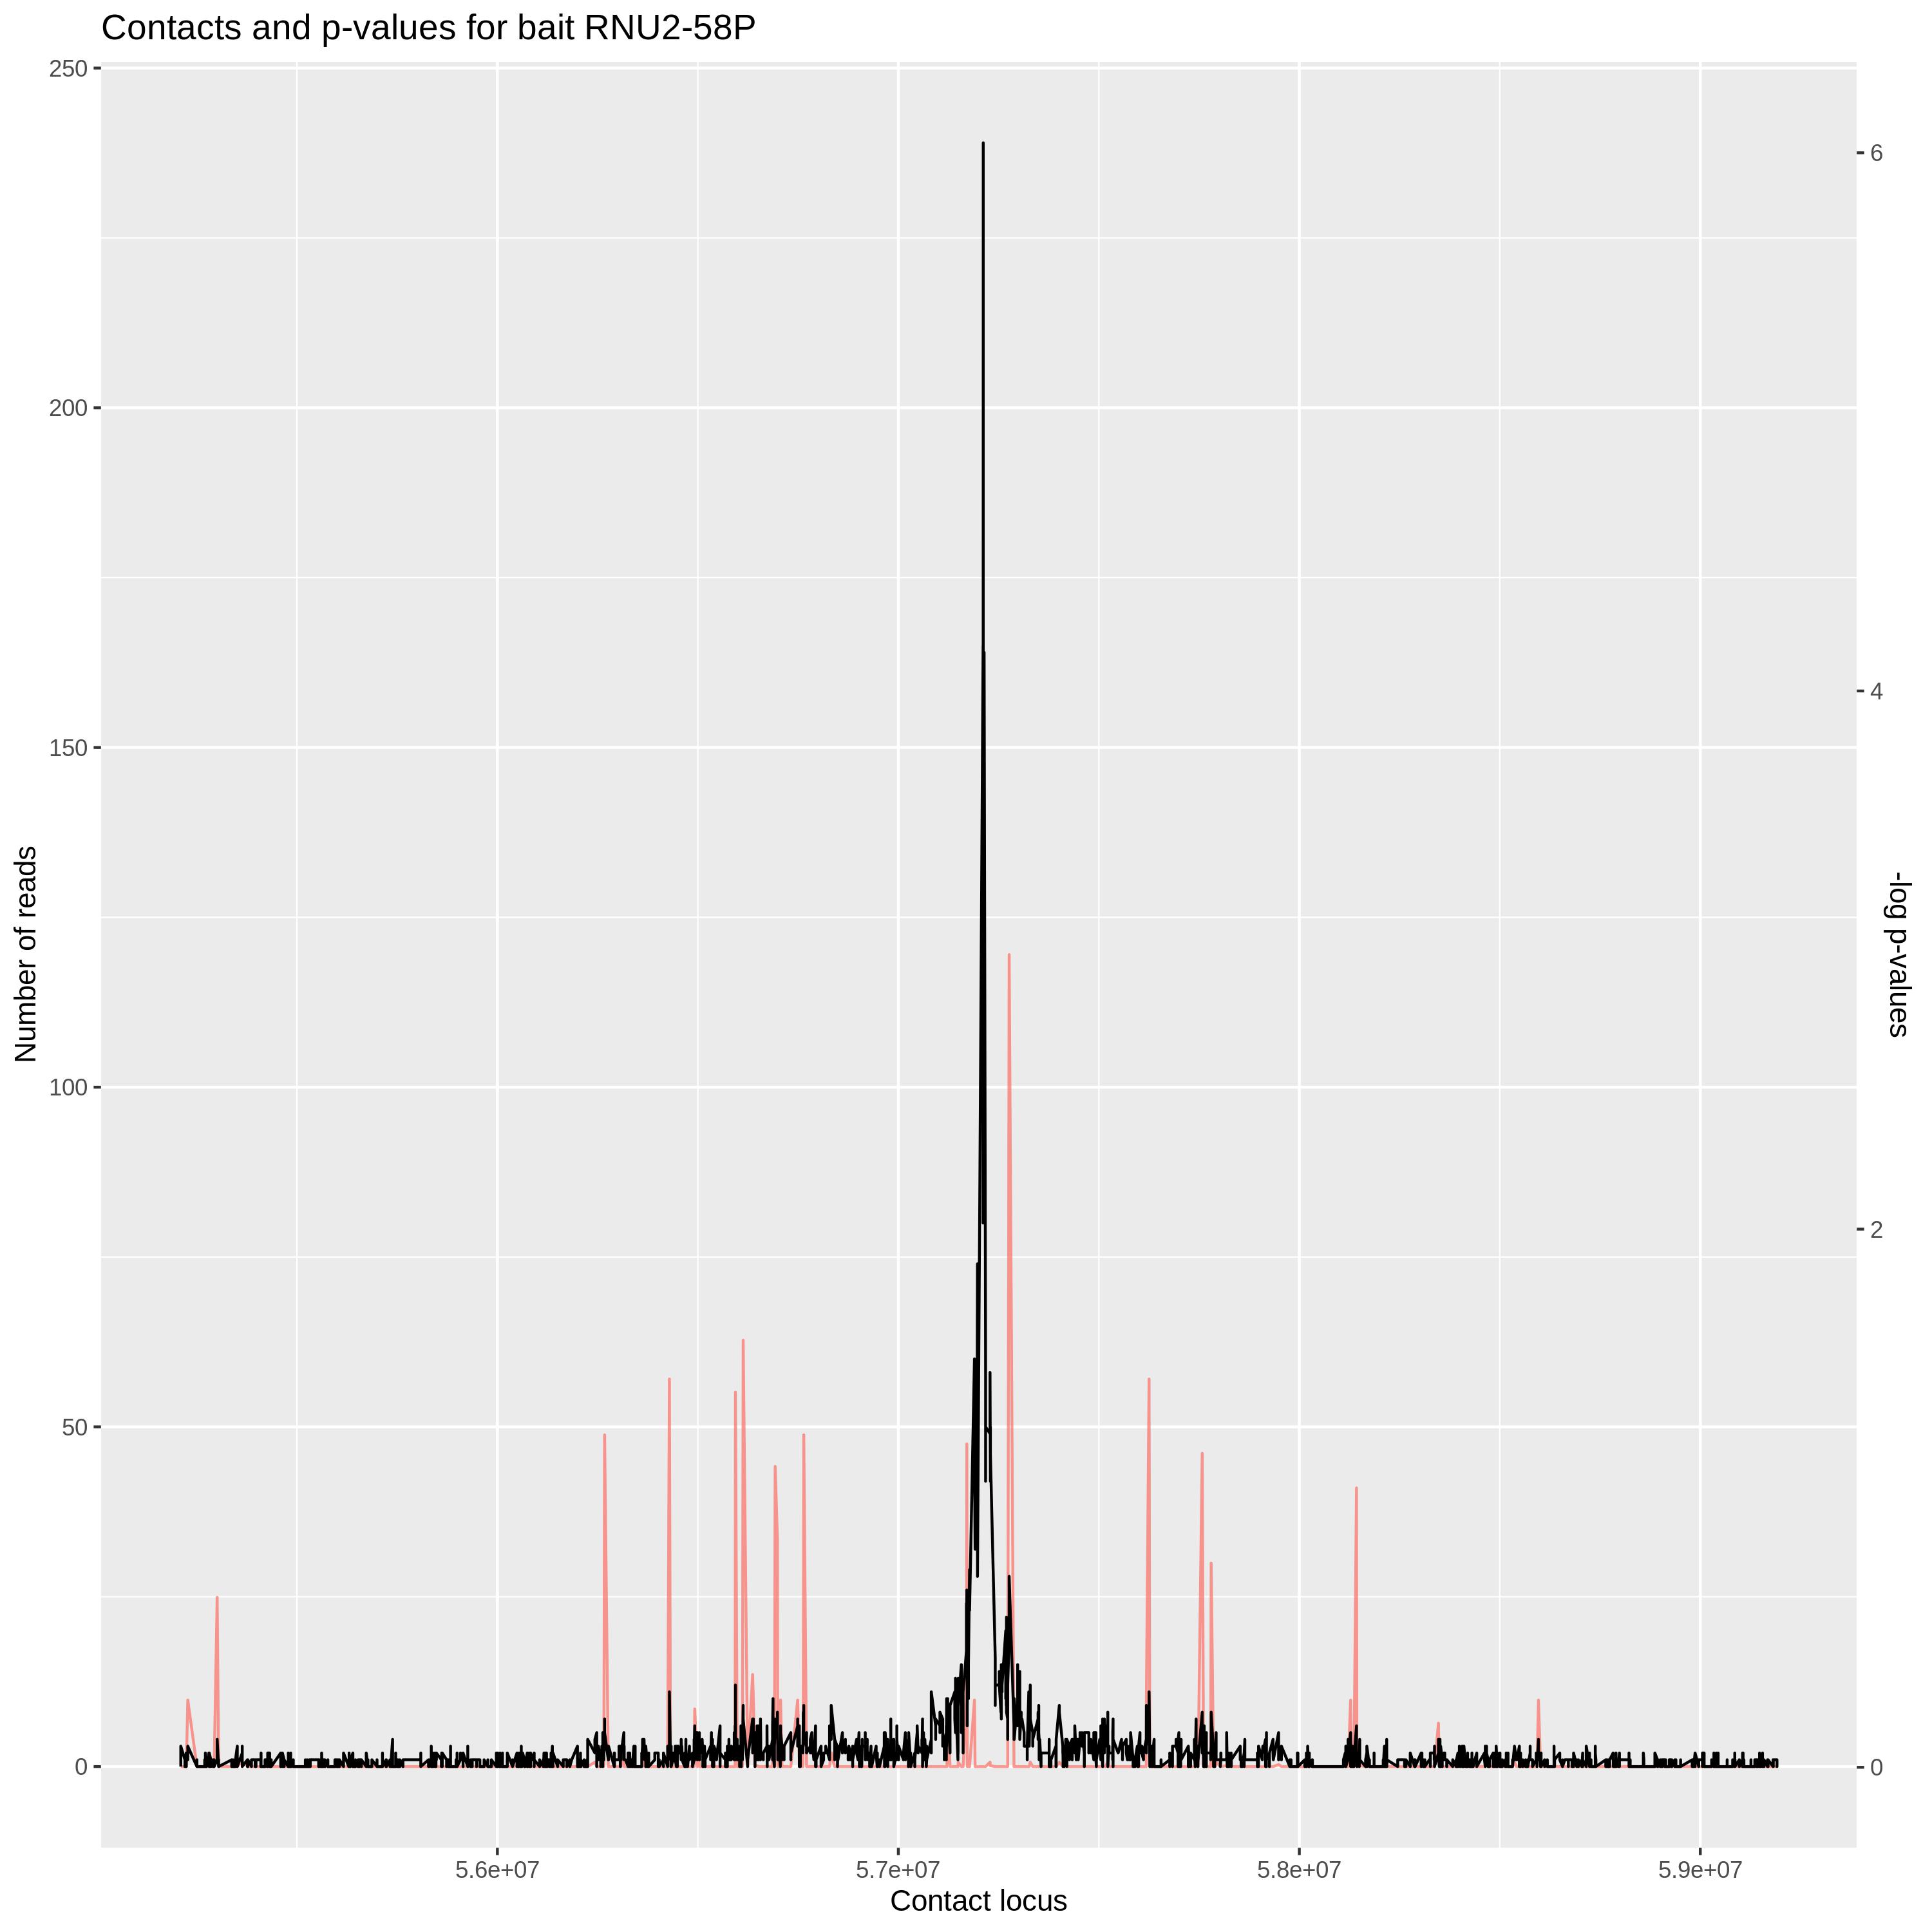 Contacts and p-values for bait RNU2-58P
250
200
150
100
50
0
Number of reads
6
4
2
0
-log p-values
5.6e+07 5.7e+07 5.8e+07 5.9e+07
Contact locus